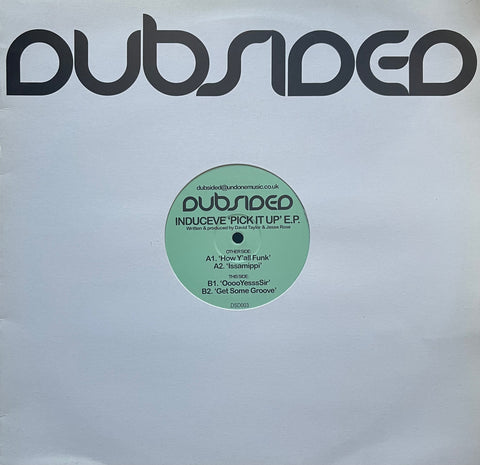 DUBSIDED
dubsided@undonemusic.co.uk
DUBSIDED
INDUCEVE 'PICK IT UP' E.P.
Written & produced by David Taylor & Jesse Rose
OTHER SIDE:
A1. 'How Y'all Funk'
A2. 'Issamippi'
THIS SIDE:
B1. 'OoooYesssSir'
B2. 'Get Some Groove'
DSD003